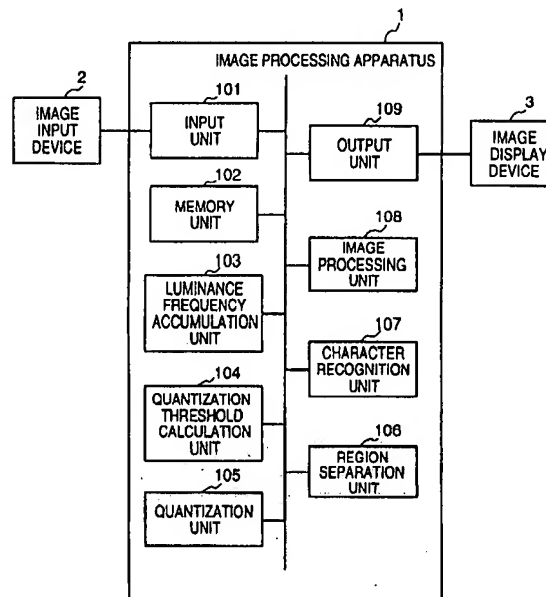 1
IMAGE PROCESSING APPARATUS
2
IMAGE
INPUT
DEVICE
101
INPUT
UNIT
109
OUTPUT
UNIT
3
IMAGE
DISPLAY
DEVICE
102
MEMORY
UNIT
108
IMAGE
PROCESSING
UNIT
103
LUMINANCE
FREQUENCY
ACCUMULATION
UNIT
107
CHARACTER
RECOGNITION
UNIT
104
QUANTIZATION
THRESHOLD
CALCULATION
UNIT
106
REGION
SEPARATION
UNIT
105
QUANTIZATION
UNIT